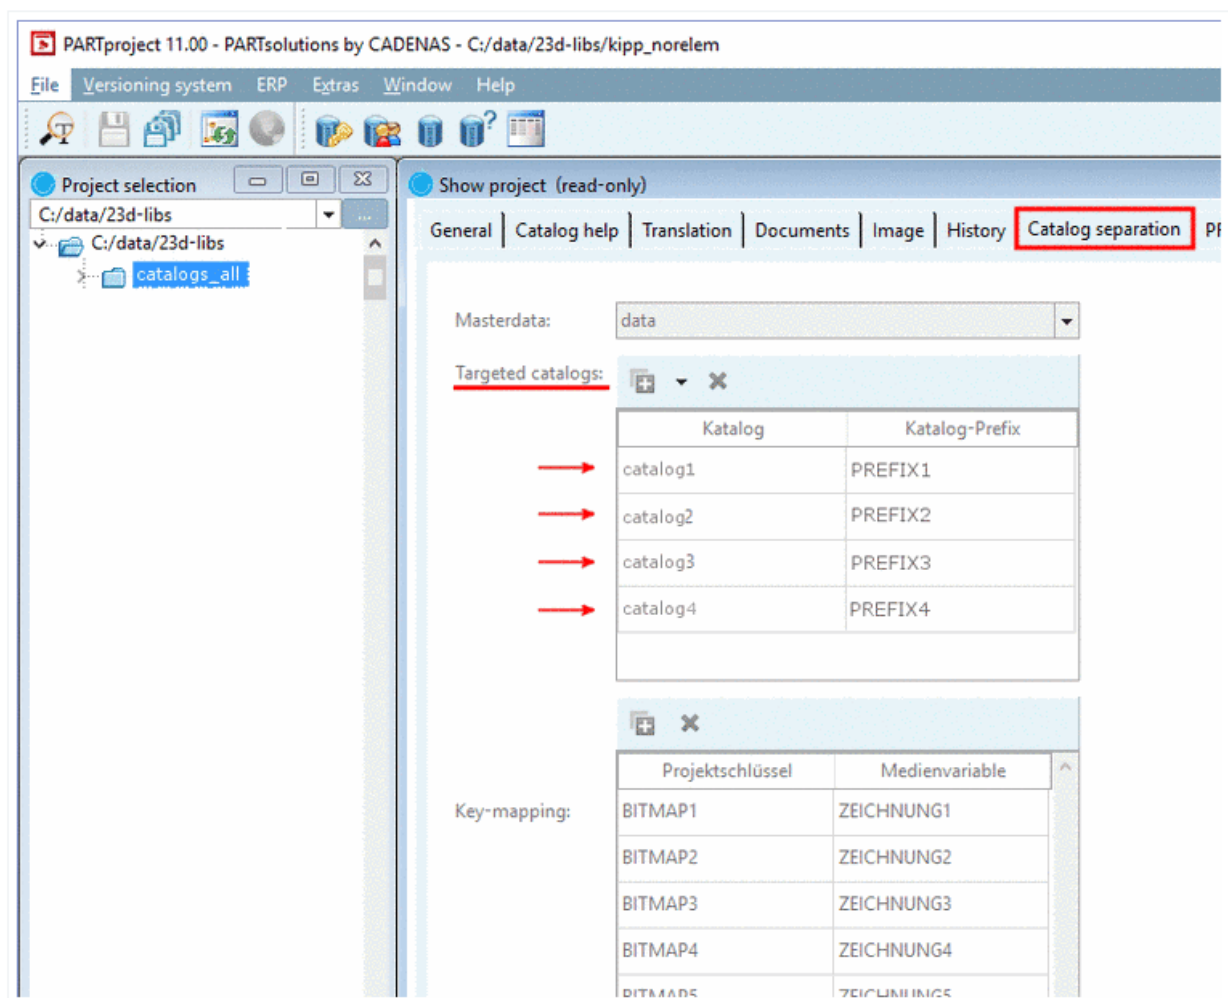 PARTproject 11.00 - PARTsolutions by CADENAS - C:/data/23d-libs/kipp_norelem
File Versioning system ERP Extras Window Help
Project selection
Show project (read-only)
C:/data/23d-libs
C:/data/23d-libs
catalogs_all
General Catalog help Translation Documents Image History Catalog separation
Masterdata: data
Targeted catalogs:
Katalog Katalog-Prefix
catalog1 PREFIX1
catalog2 PREFIX2
catalog3 PREFIX3
catalog4 PREFIX4
Projektschlüssel Medienvariable
Key-mapping: BITMAP1 ZEICHNUNG1
BITMAP2 ZEICHNUNG2
BITMAP3 ZEICHNUNG3
BITMAP4 ZEICHNUNG4
BITMAP5 ZEICHNUNG5